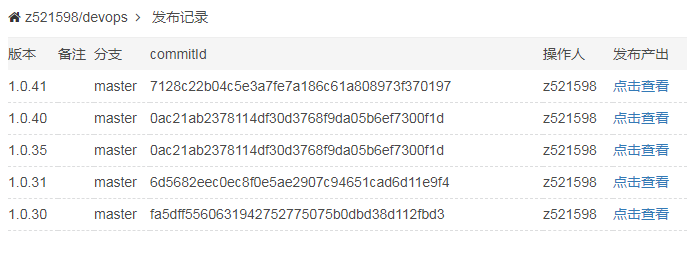 z521598/devops > 发布记录
版本 备注 分支 commitId 操作人 发布产出
1.0.41 master 7128c22b04c5e3a7fe7a186c61a808973f370197 z521598 点击查看
1.0.40 master 0ac21ab2378114df30d3768f9da05b6ef7300f1d z521598 点击查看
1.0.35 master 0ac21ab2378114df30d3768f9da05b6ef7300f1d z521598 点击查看
1.0.31 master 6d5682eec0ec8f0e5ae2907c94651cad6d11e9f4 z521598 点击查看
1.0.30 master fa5dff5560631942752775075b0dbd38d112fbd3 z521598 点击查看